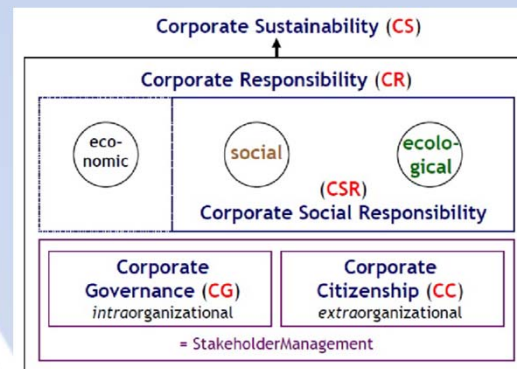 Corporate Sustainability (CS)
Corporate Responsibility (CR)
eco-
nomic
social
ecolo-
gical
(CSR)
Corporate Social Responsibility
Corporate
Governance (CG)
intraorganizational
Corporate
Citizenship (CC)
extraorganizational
= StakeholderManagement